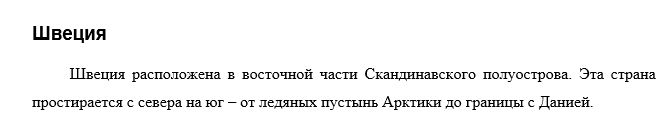 Швеция
Швеция расположена в восточной части Скандинавского полуострова. Эта страна
простирается с севера на юг – от ледяных пустынь Арктики до границы с Данией.